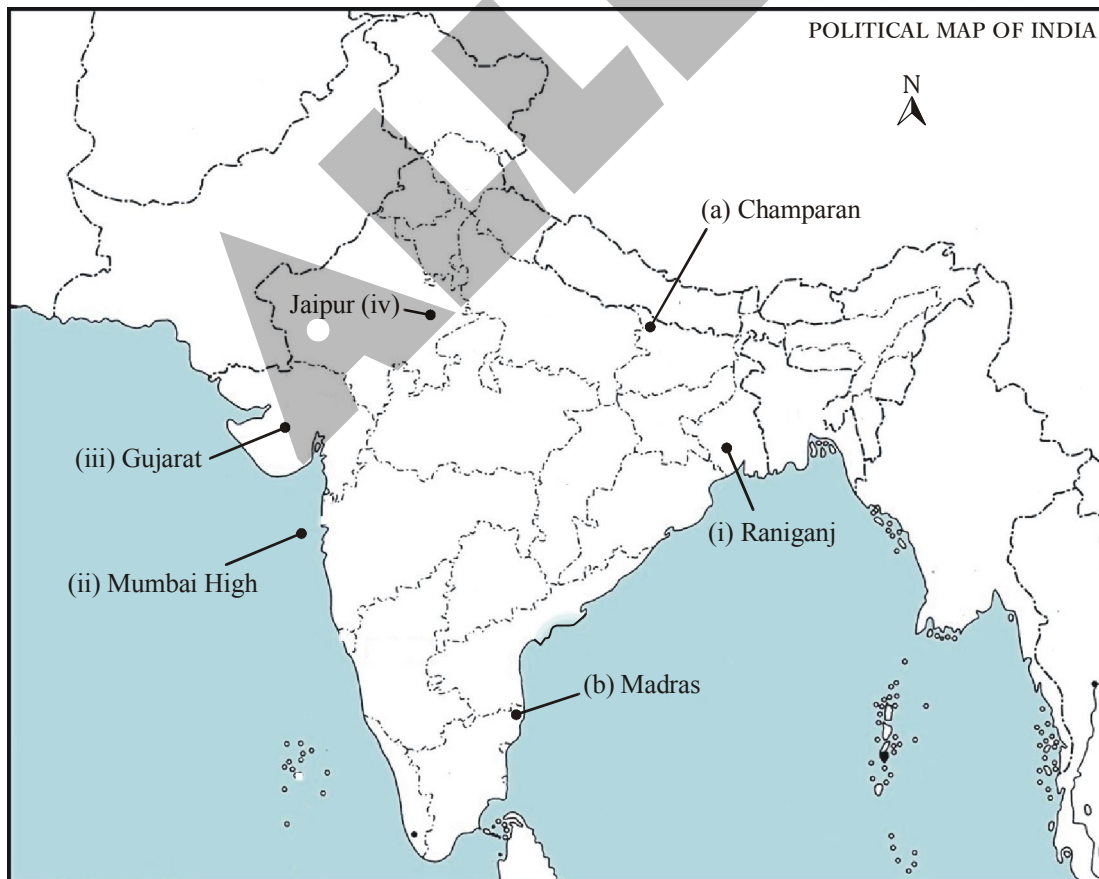 POLITICAL MAP OF INDIA
N
(a) Champaran
Jaipur (iv)
(iii) Gujarat
(i) Raniganj
(ii) Mumbai High
(b) Madras